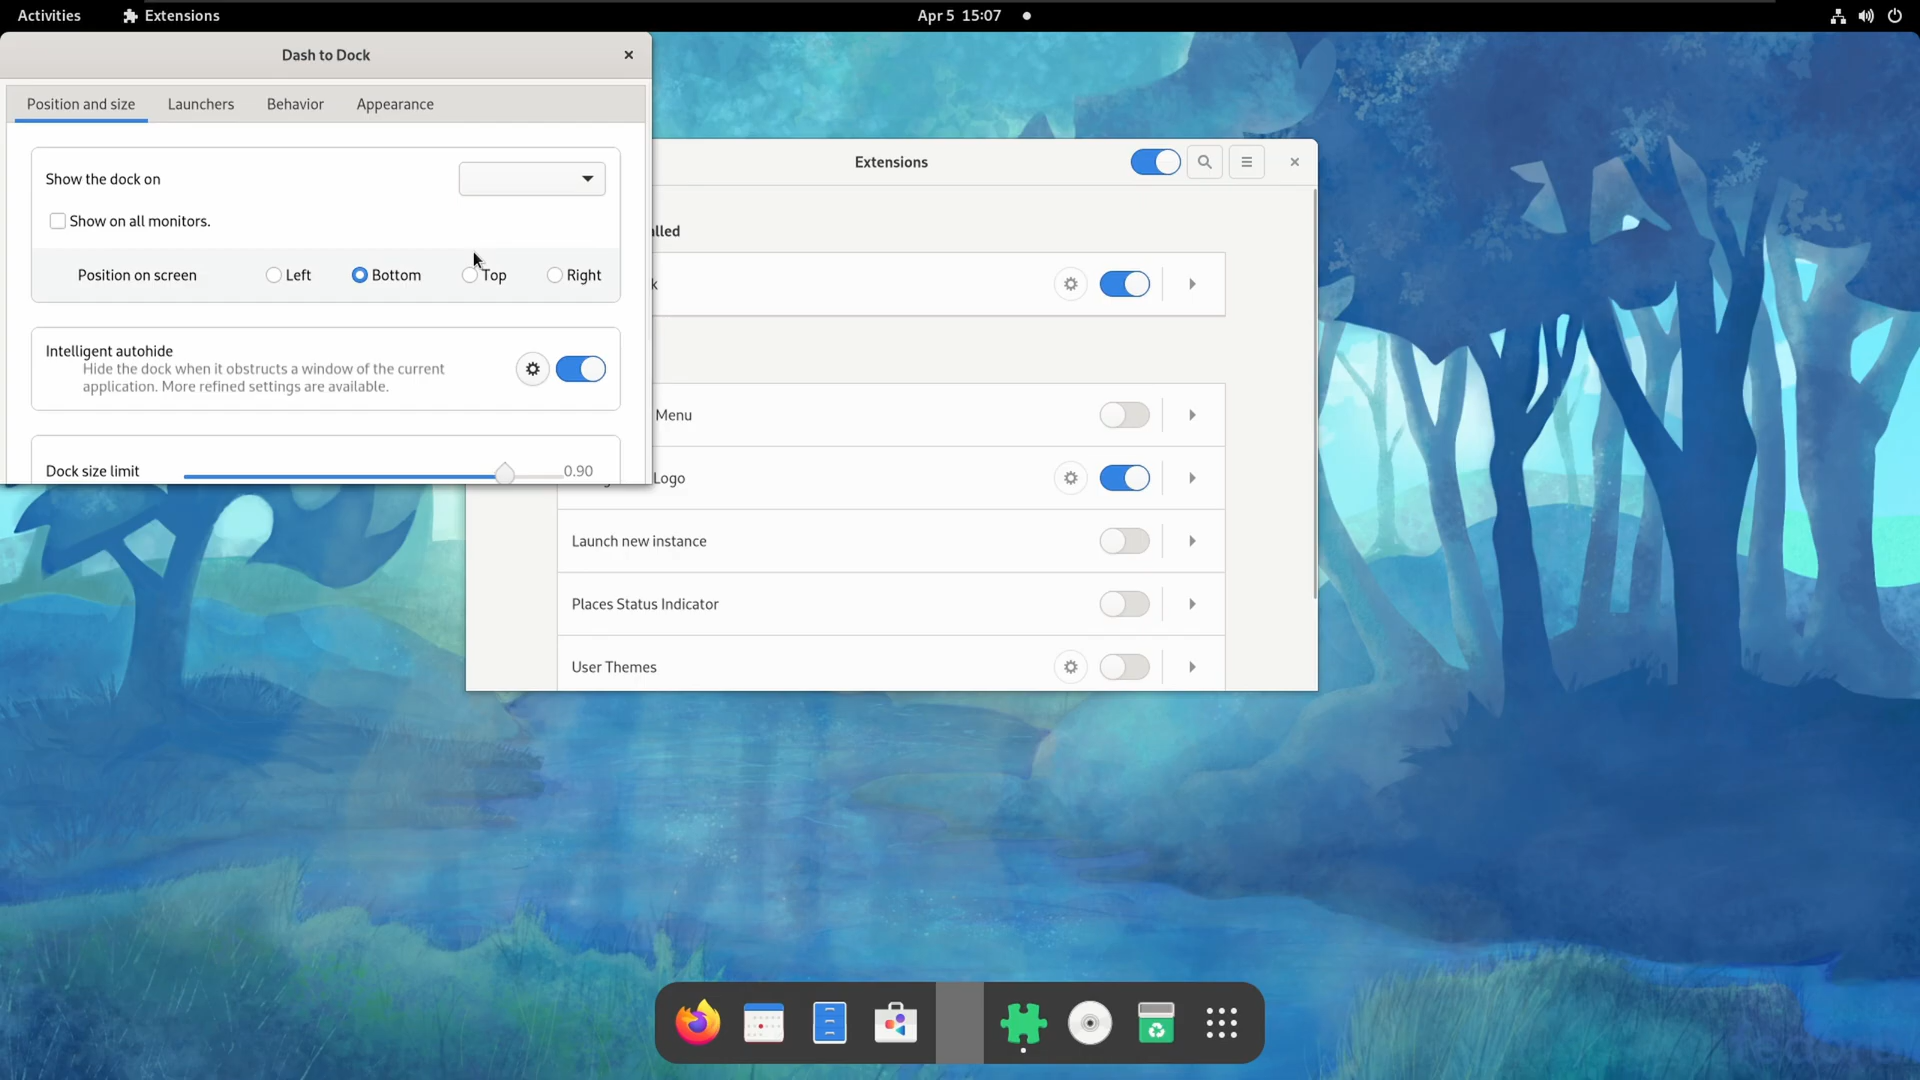 Activities
Extensions
Apr 5 15:07
Dash to Dock
Position and size
Launchers
Behavior
Appearance
Show the dock on
Show on all monitors.
Position on screen
Left
Bottom
Top
Right
Intelligent autohide
Hide the dock when it obstructs a window of the current
application. More refined settings are available.
Dock size limit
0.90
Extensions
Menu
Logo
Launch new instance
Places Status Indicator
User Themes